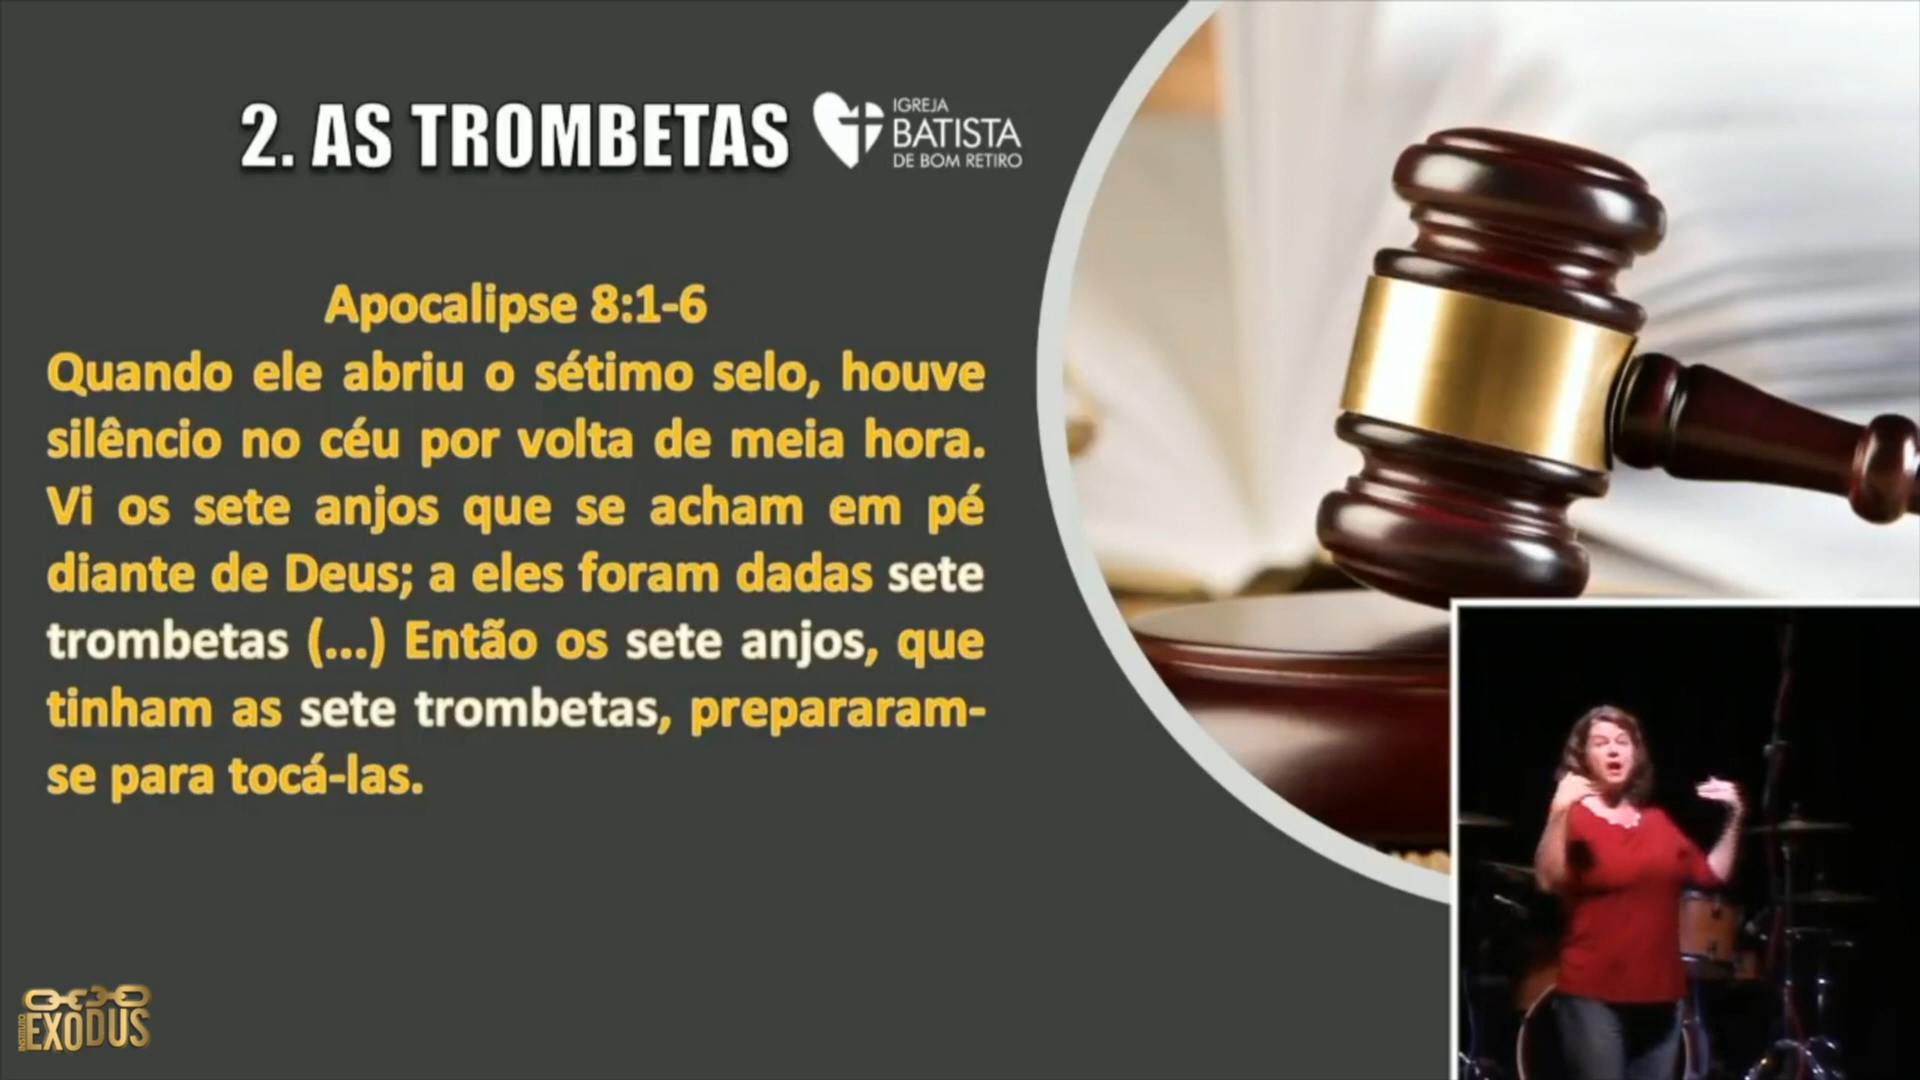 2. AS TROMBETAS
IGREJA
BATISTA
DE BOM RETIRO
Apocalipse 8:1-6
Quando ele abriu o sétimo selo, houve
silêncio no céu por volta de meia hora.
Vi os sete anjos que se acham em pé
diante de Deus; a eles foram dadas sete
trombetas (...) Então os sete anjos, que
tinham as sete trombetas, prepararam-
se para tocá-las.
INSTITUTO
EXODUS